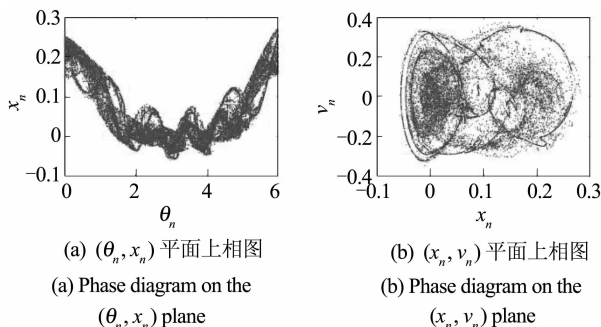 0.3
0.2
0.1
0
−0.1
x_n
0 2 4 6
θ_n
(a) (θ_n, x_n) 平面上相图
(a) Phase diagram on the
(θ_n, x_n) plane
0.4
0.2
0
−0.2
−0.4
v_n
−0.1 0 0.1 0.2 0.3
x_n
(b) (x_n, v_n) 平面上相图
(b) Phase diagram on the
(x_n, v_n) plane